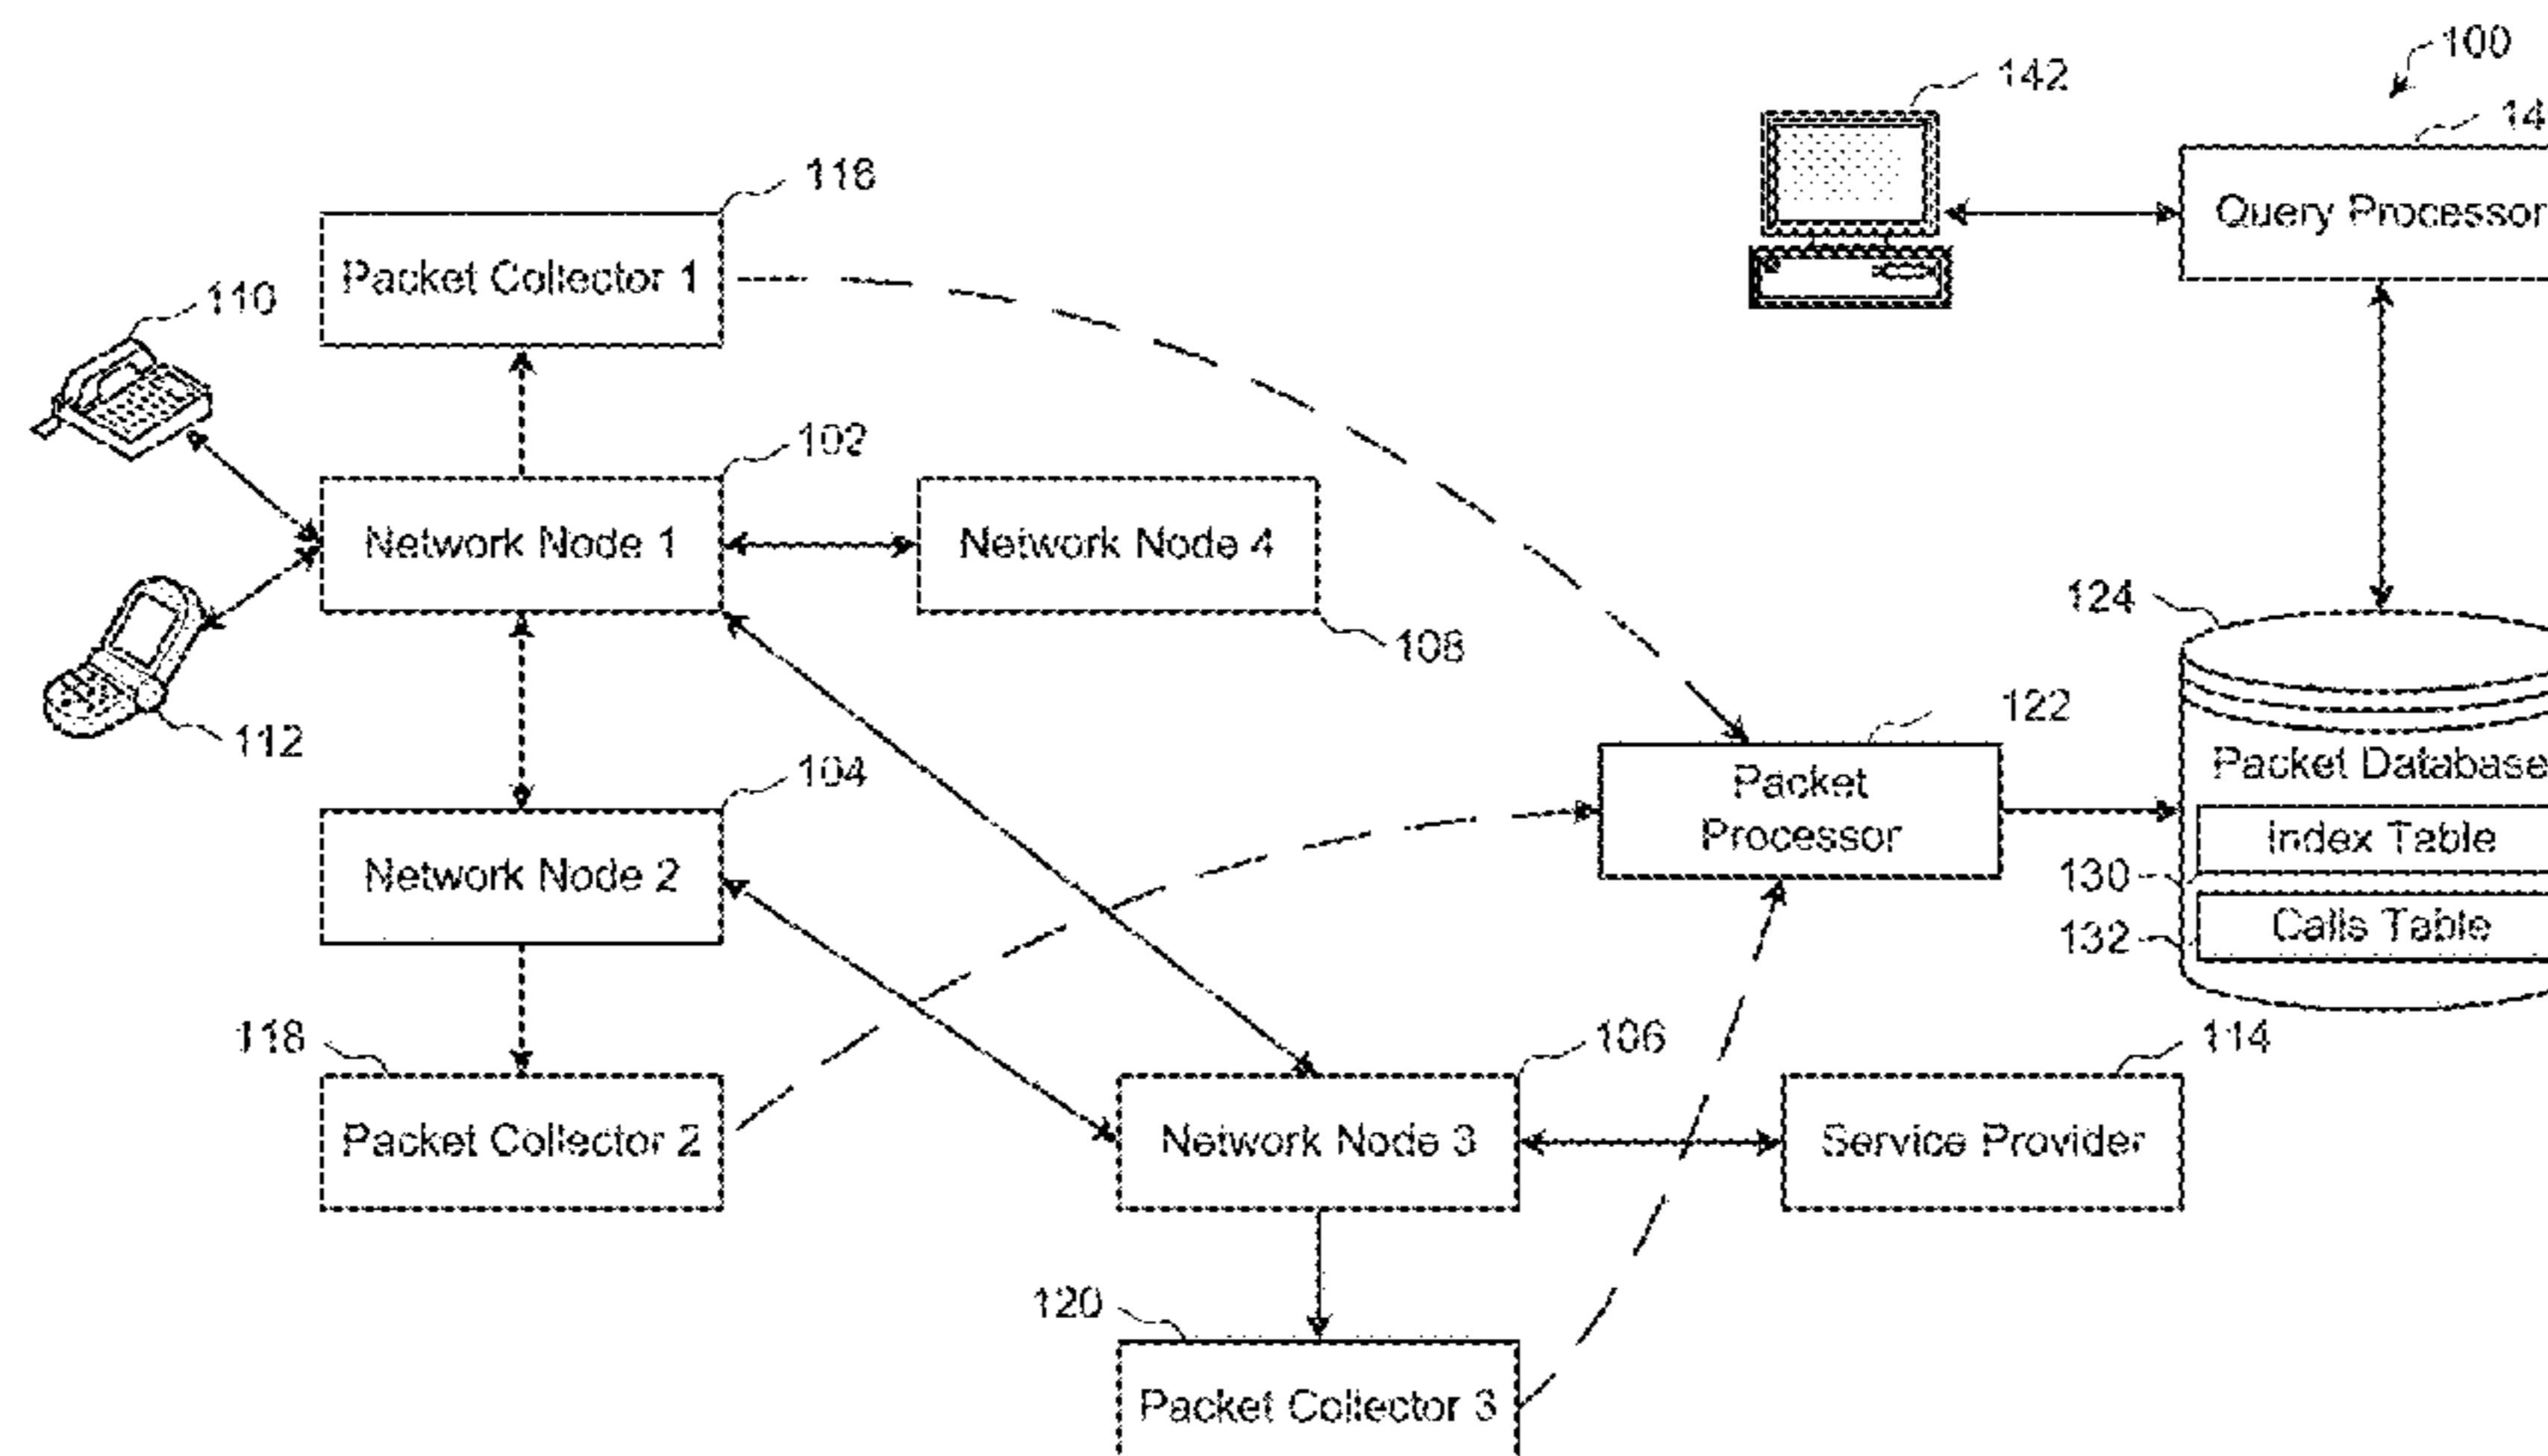 100
142
14
116
Query Processor
Packet Collector 1
110
102
Network Node 1
Network Node 4
124
108
122
112
104
Packet Database
Packet
Processor
Index Table
Network Node 2
130
Calls Table
132
118
106
114
Packet Collector 2
Network Node 3
Service Provider
120
Packet Collector 3